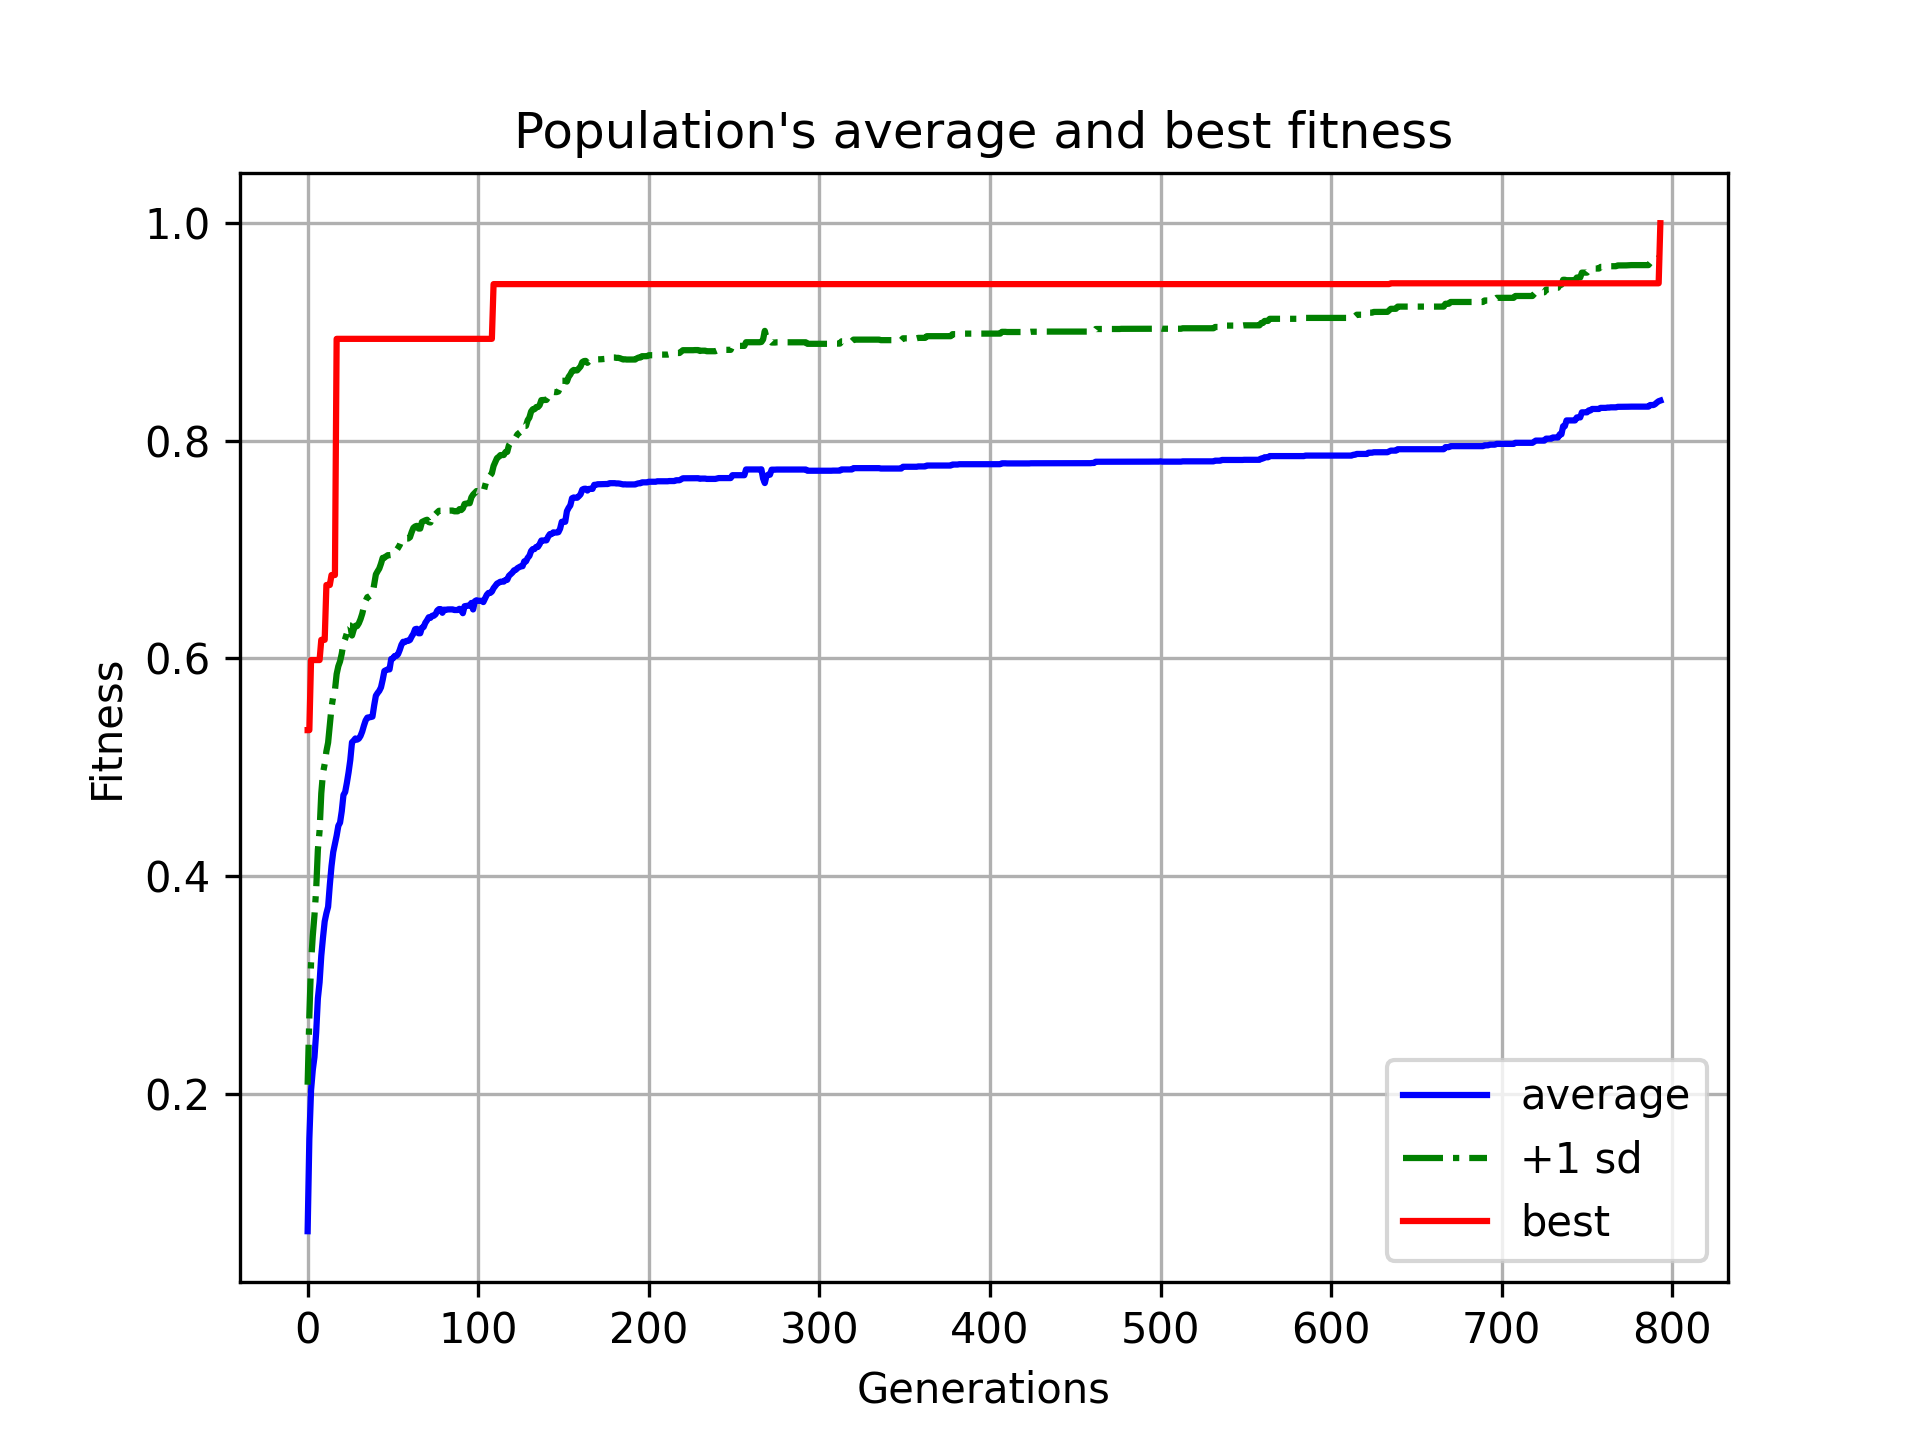 Population's average and best fitness
1.0
0.8
0.6
0.4
0.2
Fitness
0 100 200 300 400 500 600 700 800
Generations
average
+1 sd
best